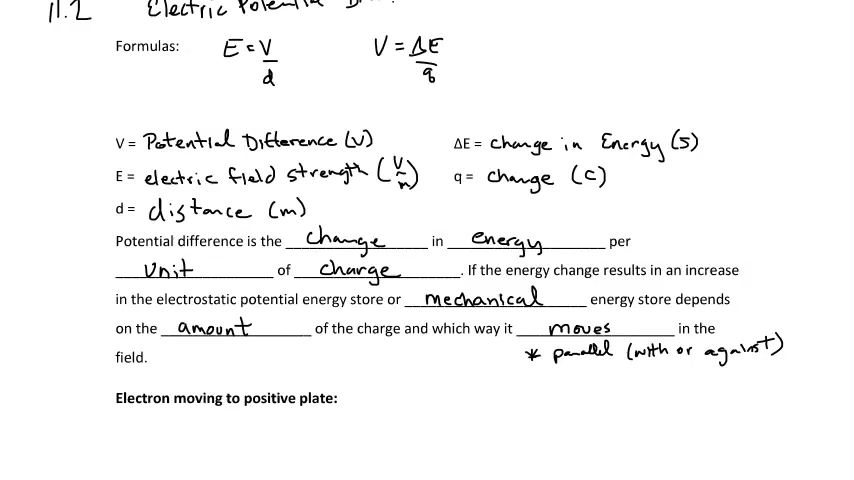 11.2 Electric Potential
Formulas: E = V/d V = ΔE/q
V = Potential Difference (V) ΔE = change in Energy (J)
E = electric field strength (V/m) q = change (C)
d = distance (m)
Potential difference is the change in energy per
unit of charge. If the energy change results in an increase
in the electrostatic potential energy store or mechanical energy store depends
on the amount of the charge and which way it moves in the
field. * parallel (with or against)
Electron moving to positive plate: